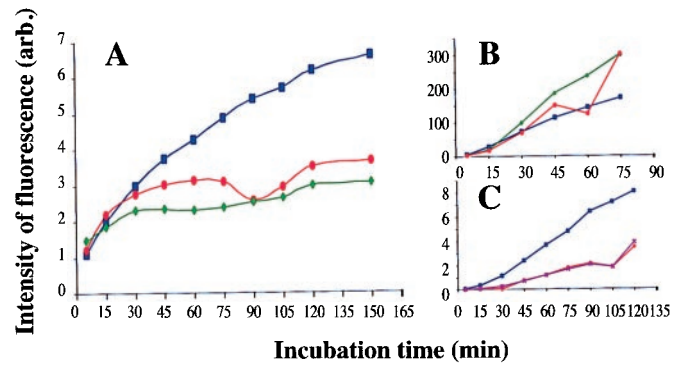 Intensity of fluorescence (arb.)
A
7
6
5
4
3
2
1
0
0 15 30 45 60 75 90 105 120 135 150 165
B
300
200
100
0
0 15 30 45 60 75 90
C
8
6
4
2
0
0 15 30 45 60 75 90 105 120 135
Incubation time (min)